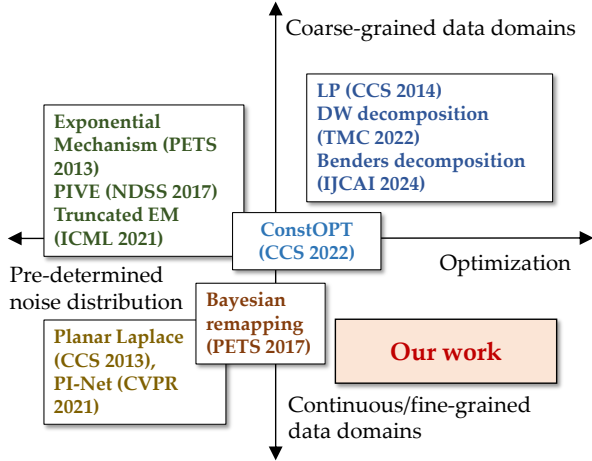 Coarse-grained data domains
LP (CCS 2014)
DW decomposition
(TMC 2022)
Benders decomposition
(IJCAI 2024)
Exponential
Mechanism (PETS
2013)
PIVE (NDSS 2017)
Truncated EM
(ICML 2021)
ConstOPT
(CCS 2022)
Optimization
Pre-determined
noise distribution
Bayesian
remapping
(PETS 2017)
Planar Laplace
(CCS 2013),
PI-Net (CVPR
2021)
Our work
Continuous/fine-grained
data domains